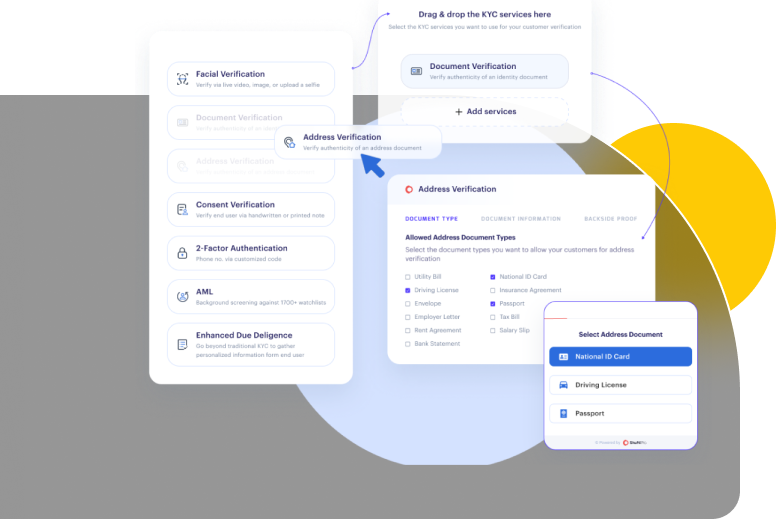 Drag & drop the KYC services here
Select the KYC services you want to use for your customer verification
Document Verification
Verify authenticity of an identity document
+ Add services
Facial Verification
Verify via live video, image, or upload a selfie
Document Verification
Verify authenticity of an
Address Verification
Address Verification
Verify authenticity of an address document
Consent Verification
Verify end user via handwritten or printed note
2-Factor Authentication
Phone no. via customized code
AML
Background screening against 1700+ watchlists
Enhanced Due Deligence
Go beyond traditional KYC to gather
personalized information form end user
Address Verification
DOCUMENT TYPE DOCUMENT INFORMATION BACKSIDE PROOF
Allowed Address Document Types
Select the document types you want to allow your customers for address
verification
Utility Bill National ID Card
Driving License Insurance Agreement
Envelope Passport
Employer Letter Tax Bill
Rent Agreement Salary Slip
Bank Statement
Select Address Document
National ID Card
Driving License
Passport
Powered by Shufti Pro